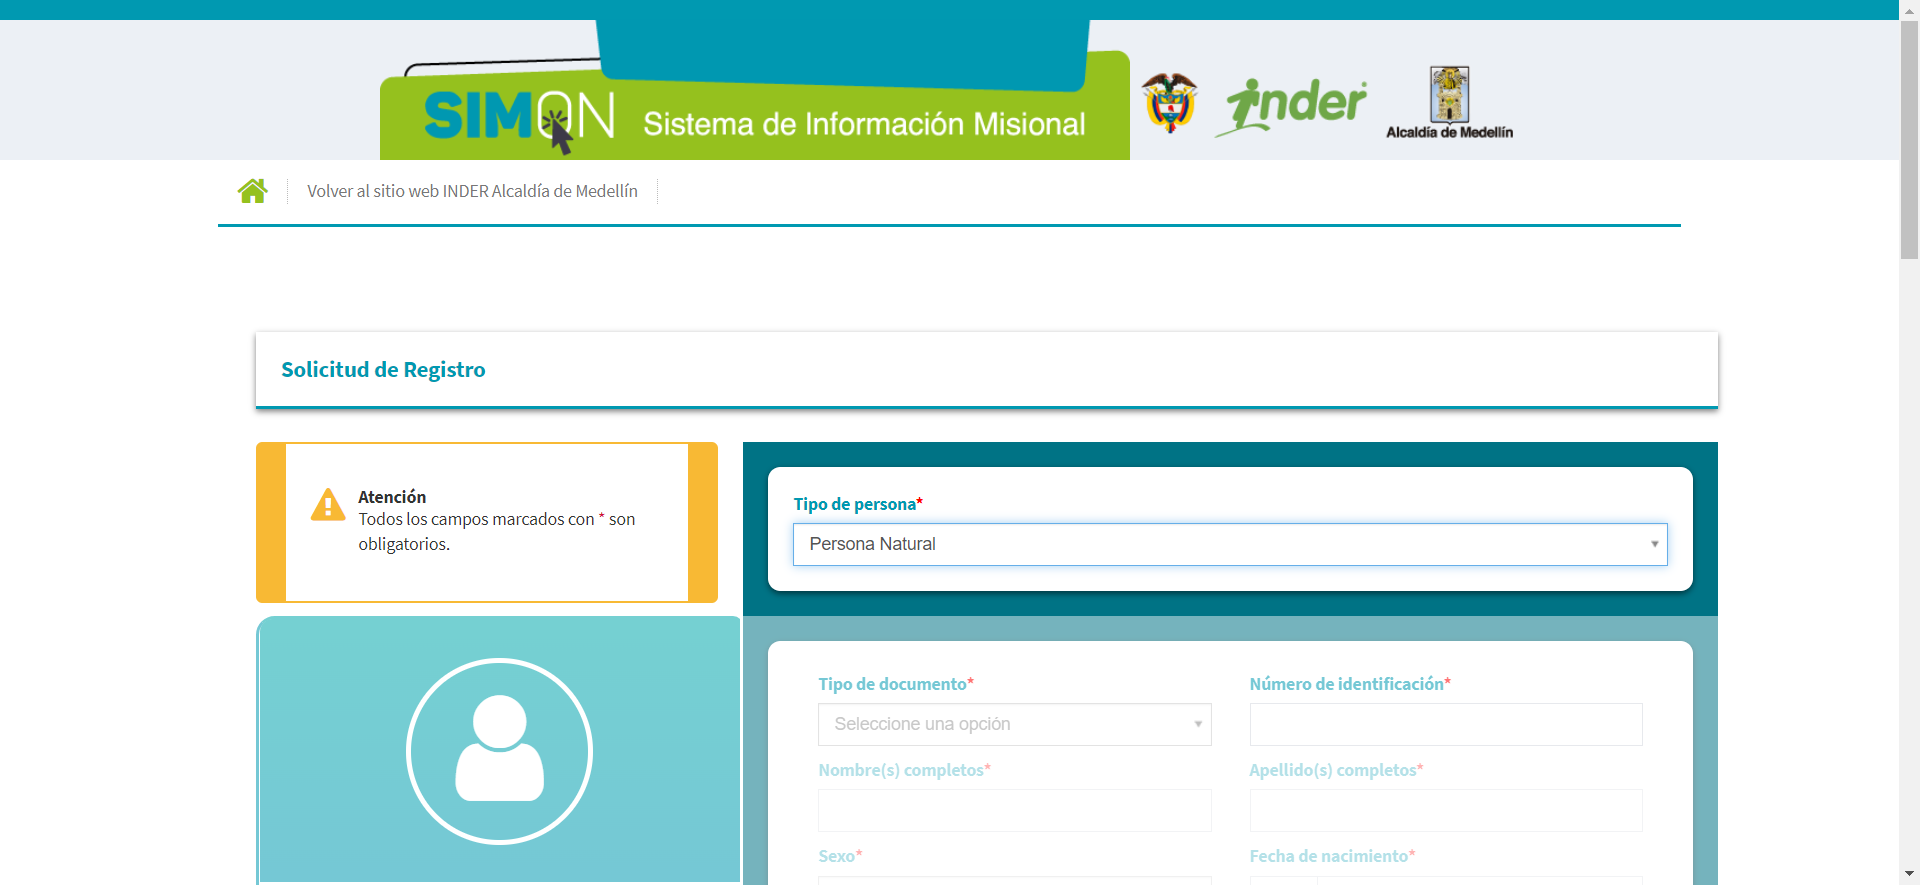 SIMON Sistema de Información Misional
inder
Alcaldía de Medellín
Volver al sitio web INDER Alcaldía de Medellín
Solicitud de Registro
Atención
Todos los campos marcados con * son
obligatorios.
Tipo de persona*
Persona Natural
Tipo de documento*
Número de identificación*
Seleccione una opción
Nombre(s) completos*
Apellido(s) completos*
Sexo*
Fecha de nacimiento*